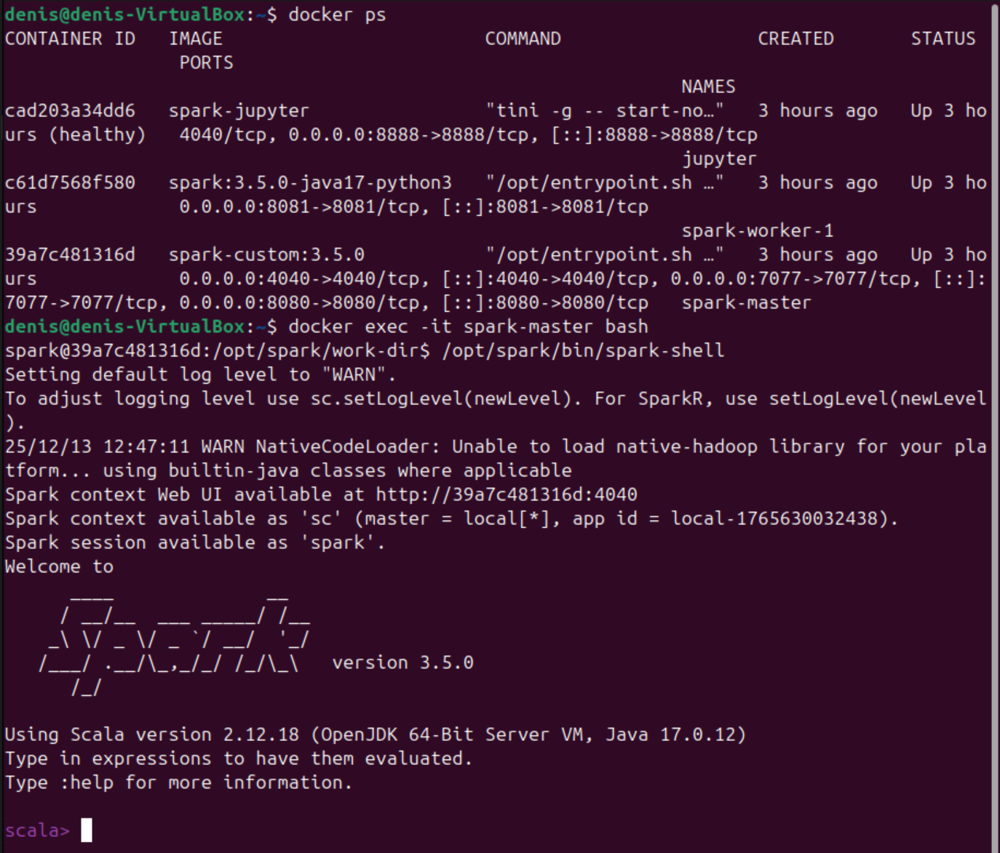 denis@denis-VirtualBox:~$ docker ps
CONTAINER ID   IMAGE                        COMMAND                  CREATED       STATUS
                PORTS
                                                              NAMES
cad203a34dd6   spark-jupyter                "tini -g -- start-no…"   3 hours ago   Up 3 ho
urs (healthy)   4040/tcp, 0.0.0.0:8888->8888/tcp, [::]:8888->8888/tcp
                                                              jupyter
c61d7568f580   spark:3.5.0-java17-python3   "/opt/entrypoint.sh …"   3 hours ago   Up 3 ho
urs             0.0.0.0:8081->8081/tcp, [::]:8081->8081/tcp
                                                              spark-worker-1
39a7c481316d   spark-custom:3.5.0           "/opt/entrypoint.sh …"   3 hours ago   Up 3 ho
urs             0.0.0.0:4040->4040/tcp, [::]:4040->4040/tcp, 0.0.0.0:7077->7077/tcp, [::]:
7077->7077/tcp, 0.0.0.0:8080->8080/tcp, [::]:8080->8080/tcp   spark-master
denis@denis-VirtualBox:~$ docker exec -it spark-master bash
spark@39a7c481316d:/opt/spark/work-dir$ /opt/spark/bin/spark-shell
Setting default log level to "WARN".
To adjust logging level use sc.setLogLevel(newLevel). For SparkR, use setLogLevel(newLevel
).
25/12/13 12:47:11 WARN NativeCodeLoader: Unable to load native-hadoop library for your pla
tform... using builtin-java classes where applicable
Spark context Web UI available at http://39a7c481316d:4040
Spark context available as 'sc' (master = local[*], app id = local-1765630032438).
Spark session available as 'spark'.
Welcome to
      ____              __
     / __/__  ___ _____/ /__
    _\ \/ _ \/ _ `/ __/  '_/
   /___/ .__/\_,_/_/ /_/\_\   version 3.5.0
      /_/
Using Scala version 2.12.18 (OpenJDK 64-Bit Server VM, Java 17.0.12)
Type in expressions to have them evaluated.
Type :help for more information.
scala>